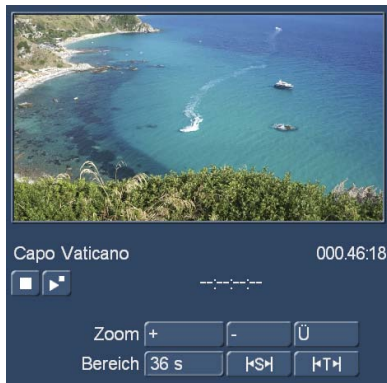 Capo Vaticano 000.46:18
--:--:--:--
Zoom + - Ü
Bereich 36 s S T